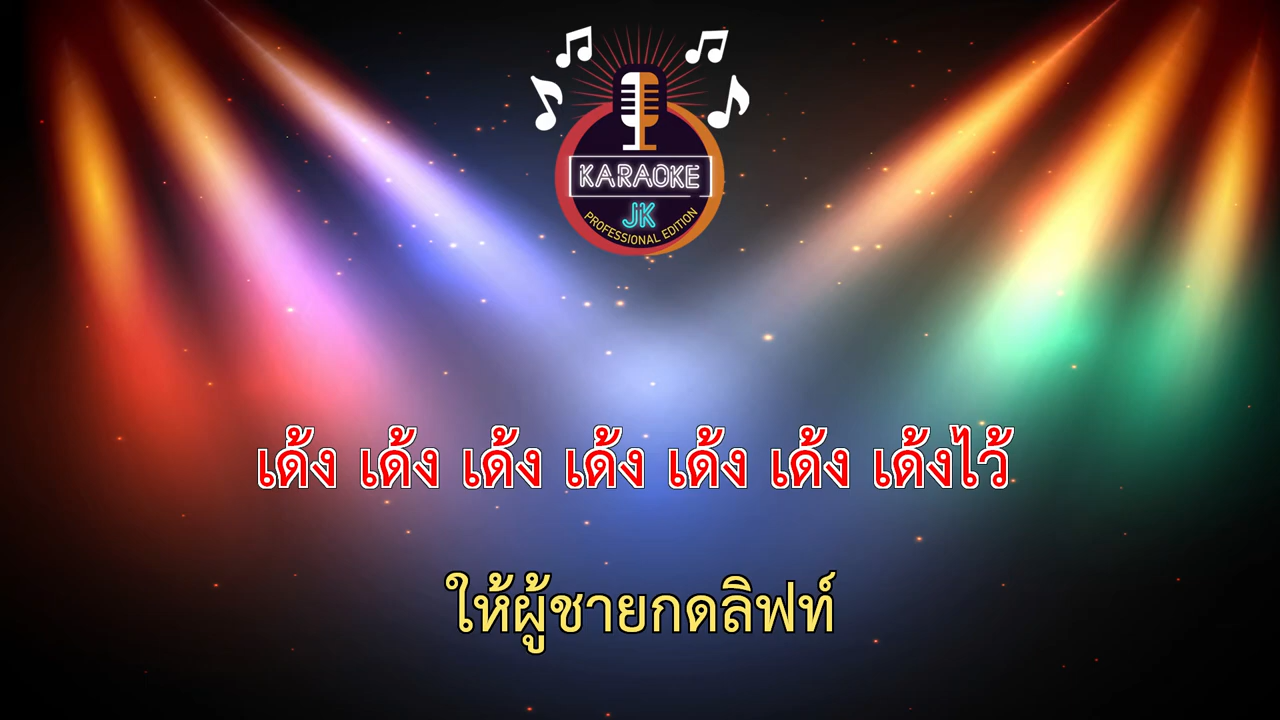 KARAOKE
JK
PROFESSIONAL EDITION
เด้ง เด้ง เด้ง เด้ง เด้ง เด้ง เด้งไว้
ให้ผู้ชายกดลิฟท์